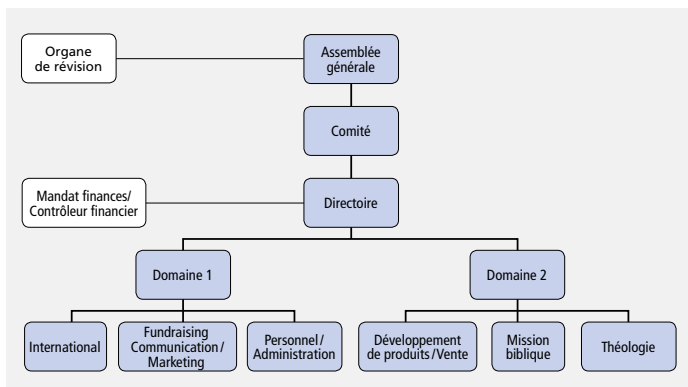 Organe
de révision
Assemblée
générale
Comité
Mandat finances/
Contrôleur financier
Directoire
Domaine 1
Domaine 2
International
Fundraising
Communication/
Marketing
Personnel/
Administration
Développement
de produits/Vente
Mission
biblique
Théologie